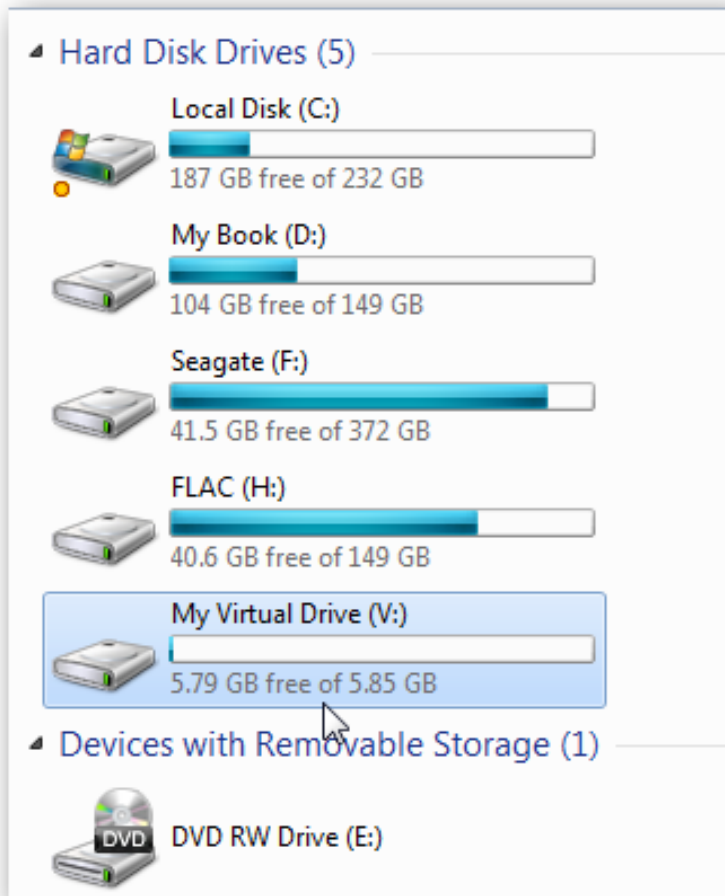 Hard Disk Drives (5)
Local Disk (C:)
187 GB free of 232 GB
My Book (D:)
104 GB free of 149 GB
Seagate (F:)
41.5 GB free of 372 GB
FLAC (H:)
40.6 GB free of 149 GB
My Virtual Drive (V:)
5.79 GB free of 5.85 GB
Devices with Removable Storage (1)
DVD
DVD RW Drive (E:)